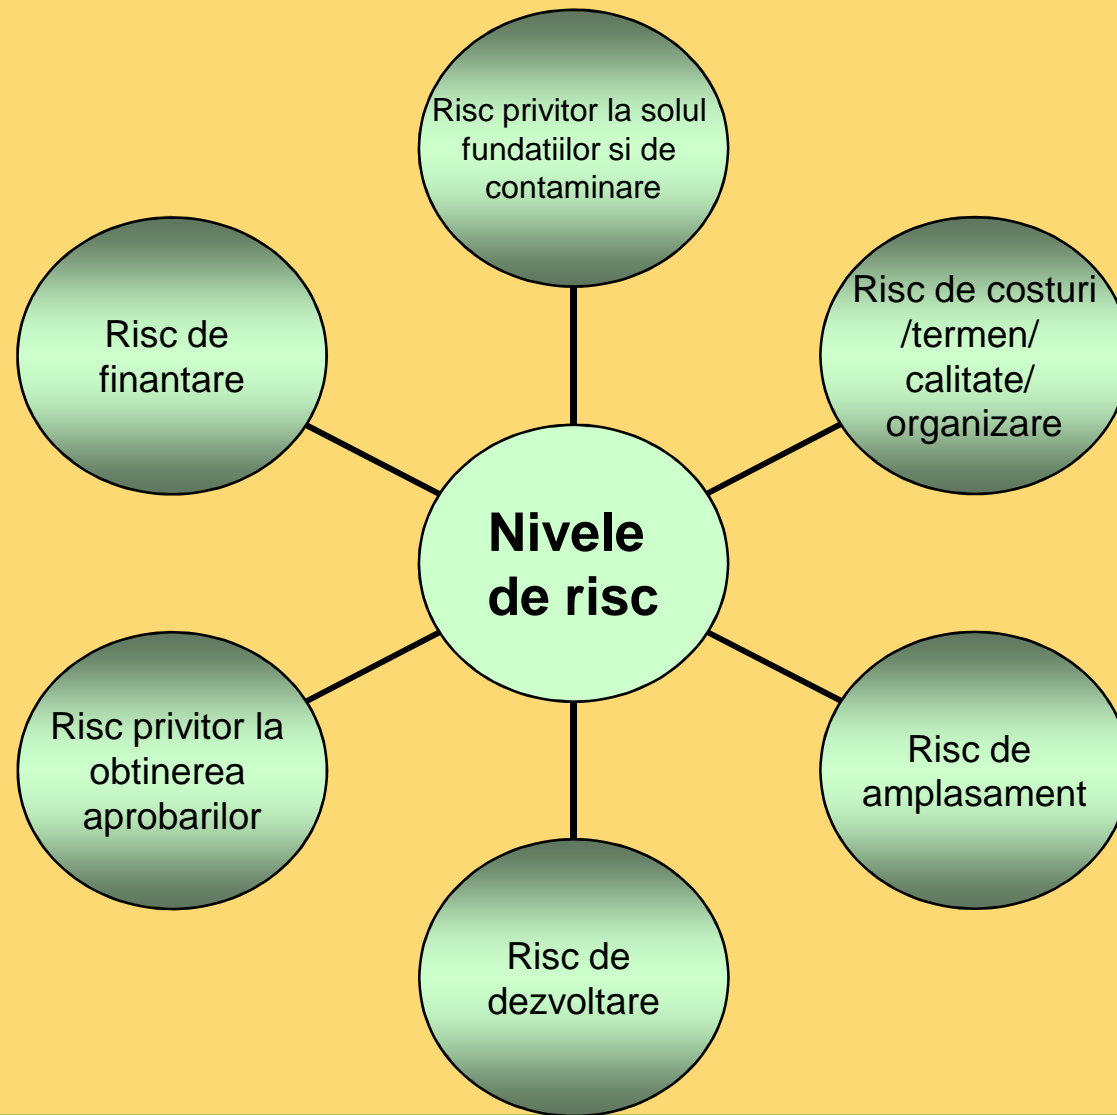 Risc privitor la solul
fundatiilor si de
contaminare
Risc de
finantare
Risc de costuri
/termen/
calitate/
organizare
Nivele
de risc
Risc privitor la
obtinerea
aprobarilor
Risc de
amplasament
Risc de
dezvoltare